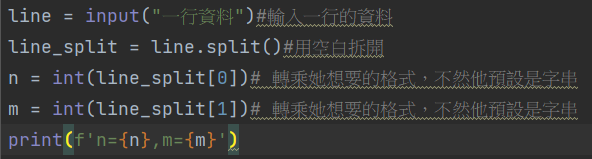 line = input("一行資料")#輸入一行的資料
line_split = line.split()#用空白拆開
n = int(line_split[0])# 轉乘她想要的格式，不然他預設是字串
m = int(line_split[1])# 轉乘她想要的格式，不然他預設是字串
print(f'n={n},m={m}')